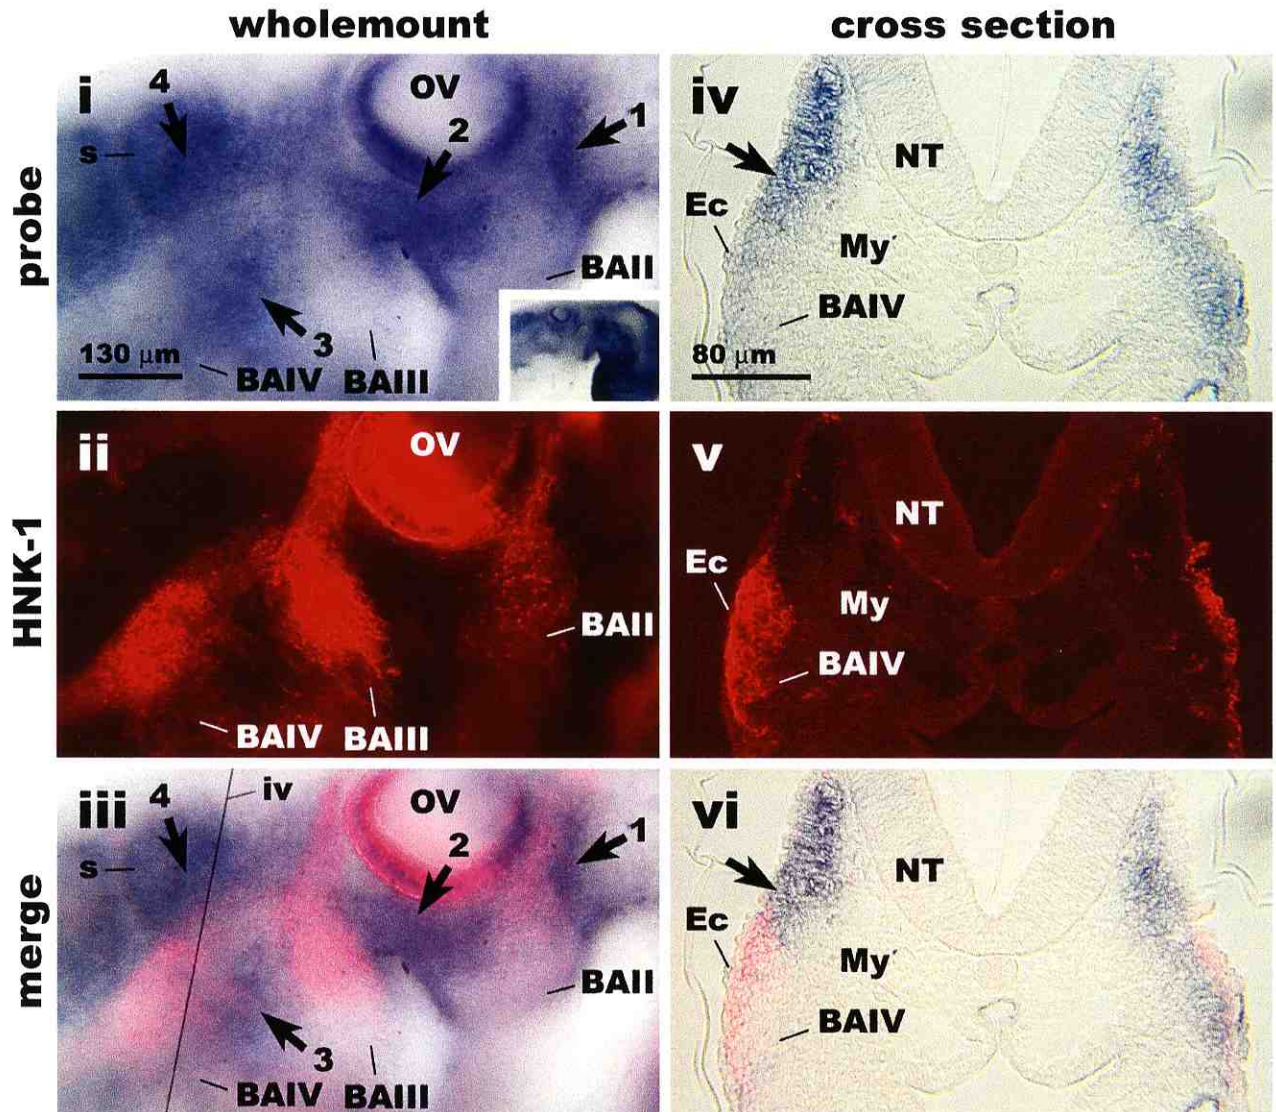 wholemount
cross section
probe
i
4
OV
2
1
s
BAII
3
130 µm
BAIV
BAIII
iv
NT
Ec
My
BAIV
80 µm
HNK-1
ii
OV
BAII
BAIV
BAIII
v
NT
Ec
My
BAIV
merge
iii
4
iv
OV
2
1
s
BAII
3
BAIV
BAIII
vi
NT
Ec
My
BAIV